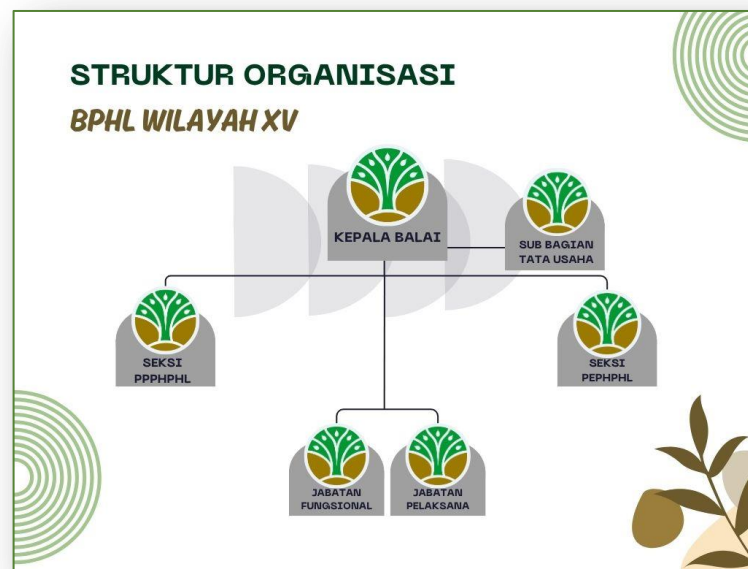 STRUKTUR ORGANISASI
BPHL WILAYAH XV
KEPALA BALAI
SUB BAGIAN
TATA USAHA
SEKSI
PPPHPHL
SEKSI
PEPHPHL
JABATAN
FUNGSIONAL
JABATAN
PELAKSANA